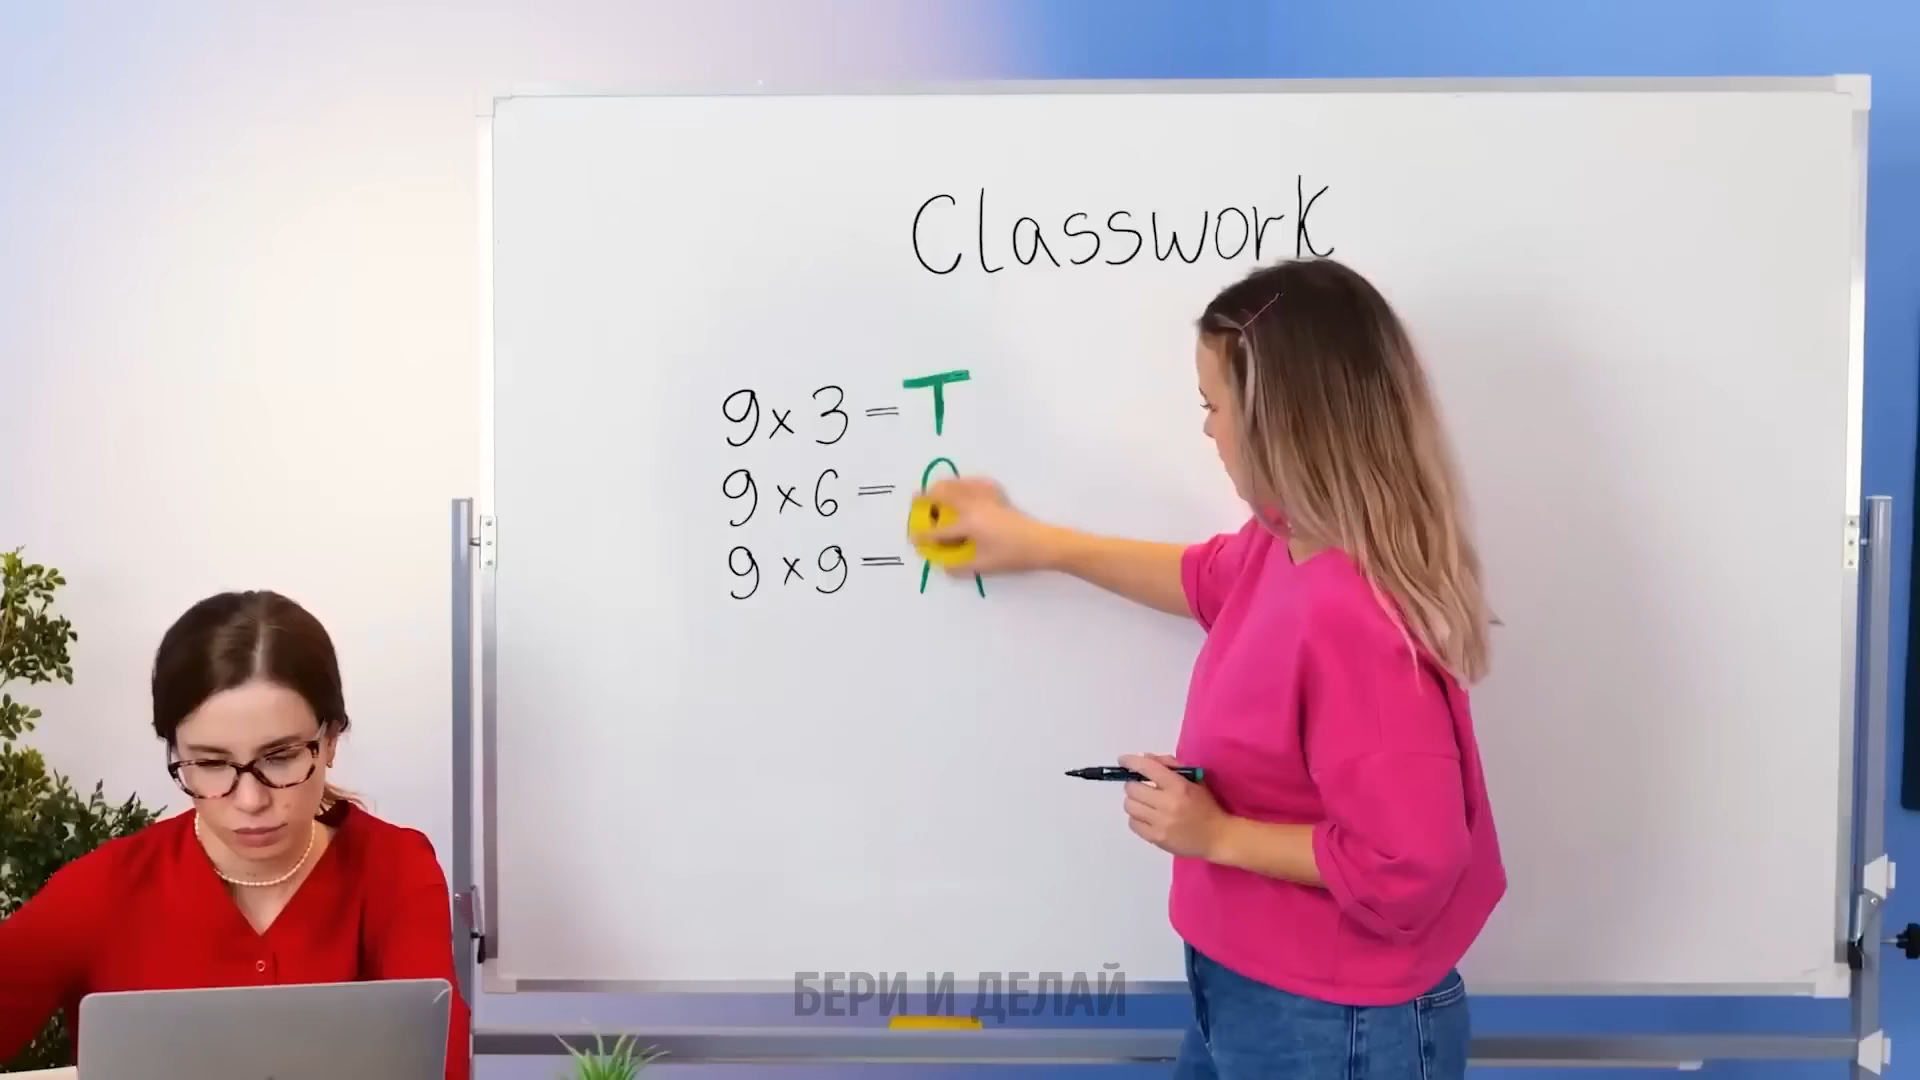 Classwork
9 x 3 = T
9 x 6 =
9 x 9 =
БЕРИ И ДЕЛАЙ